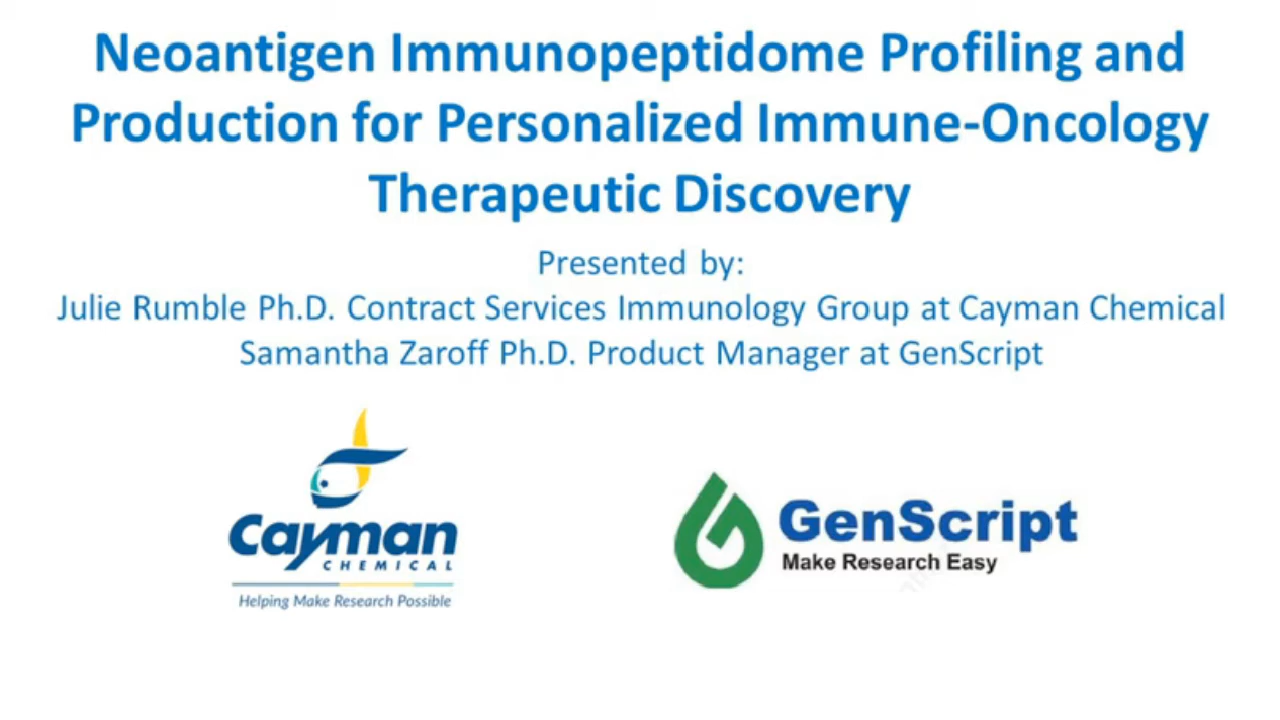 Neoantigen Immunopeptidome Profiling and
Production for Personalized Immune-Oncology
Therapeutic Discovery
Presented by:
Julie Rumble Ph.D. Contract Services Immunology Group at Cayman Chemical
Samantha Zaroff Ph.D. Product Manager at GenScript
Cayman
CHEMICAL
Helping Make Research Possible
GenScript
Make Research Easy